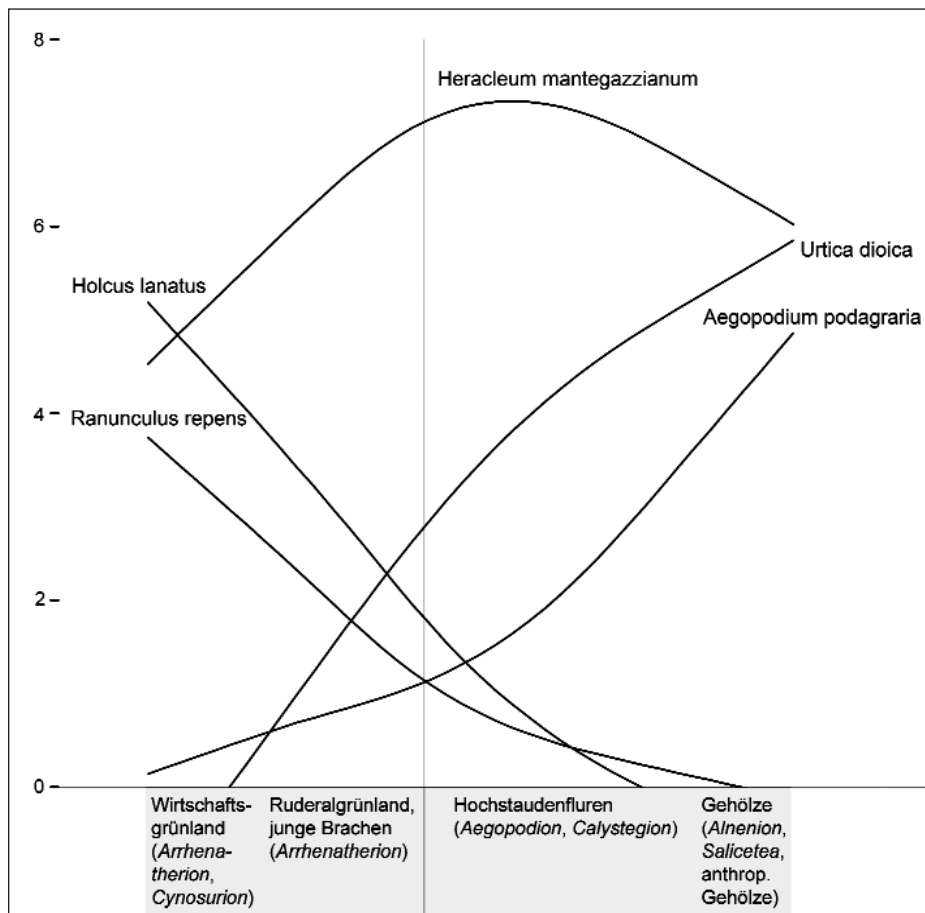 8
Heracleum mantegazzianum
6
Urtica dioica
Holcus lanatus
Aegopodium podagraria
4
Ranunculus repens
2
0
Wirtschafts-
grünland
(Arrhena-
therion,
Cynosurion)
Ruderalgrünland,
junge Brachen
(Arrhenatherion)
Hochstaudenfluren
(Aegopodion, Calystegion)
Gehölze
(Alnenion,
Salicetea,
anthrop.
Gehölze)